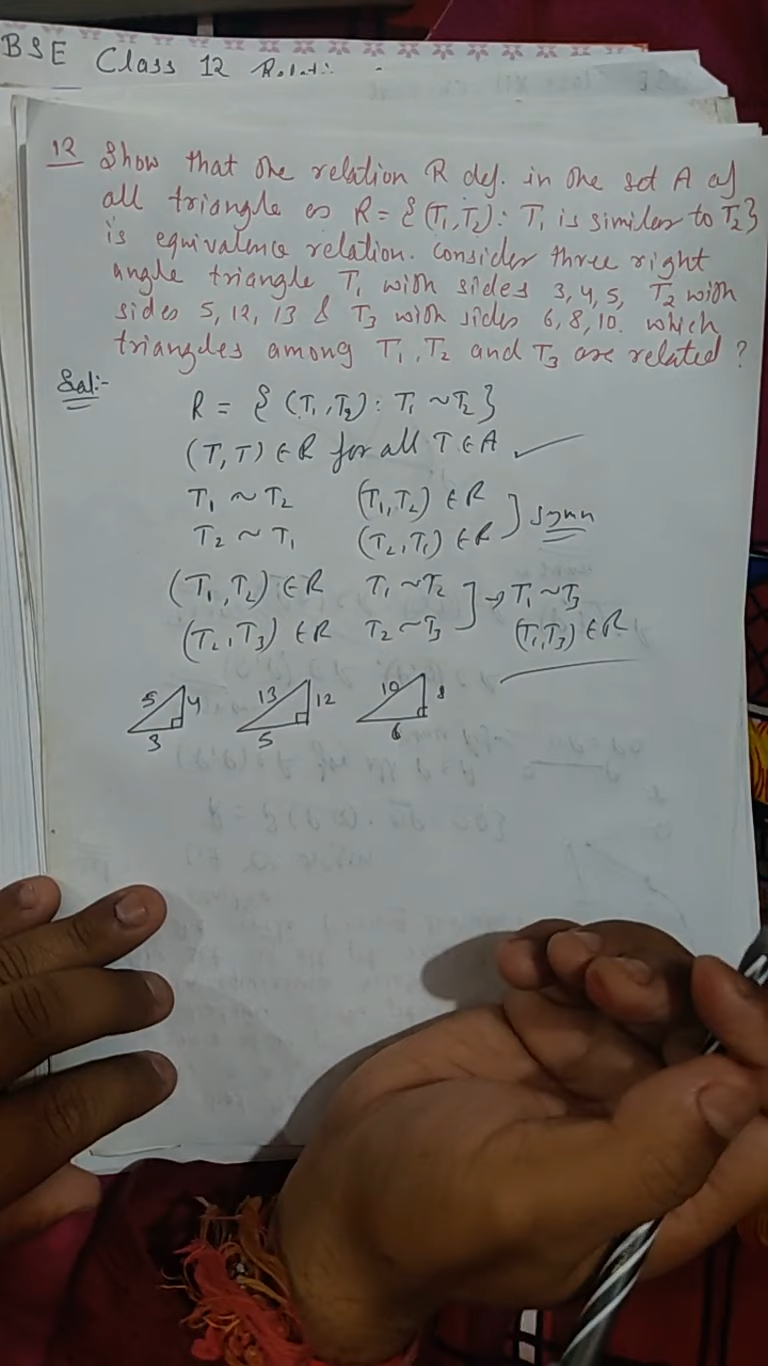 BSE Class 12 Relati
12 Show that the relation R def. in the set A of
all triangle as R = { (T₁, T₂) : T₁ is similar to T₂}
is equivalence relation. Consider three right
angle triangle T₁ with sides 3, 4, 5, T₂ with
sides 5, 12, 13 & T₃ with sides 6, 8, 10. which
triangles among T₁, T₂ and T₃ are related ?
Sol:-
R = { (T₁, T₂) : T₁ ~ T₂ }
(T, T) ∈ R for all T ∈ A ✓
T₁ ~ T₂ (T₁, T₂) ∈ R
T₂ ~ T₁ (T₂, T₁) ∈ R ] symm
(T₁, T₂) ∈ R T₁ ~ T₂
(T₂, T₃) ∈ R T₂ ~ T₃ ] → T₁ ~ T₃
(T₁, T₃) ∈ R
5 4 13 12 10 8
3 5 6